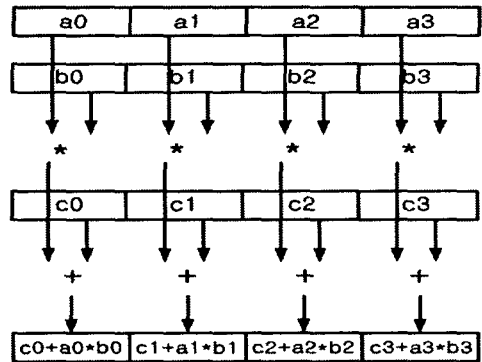 a0 a1 a2 a3
b0 b1 b2 b3
* * * *
c0 c1 c2 c3
+ + + +
c0+a0*b0 c1+a1*b1 c2+a2*b2 c3+a3*b3